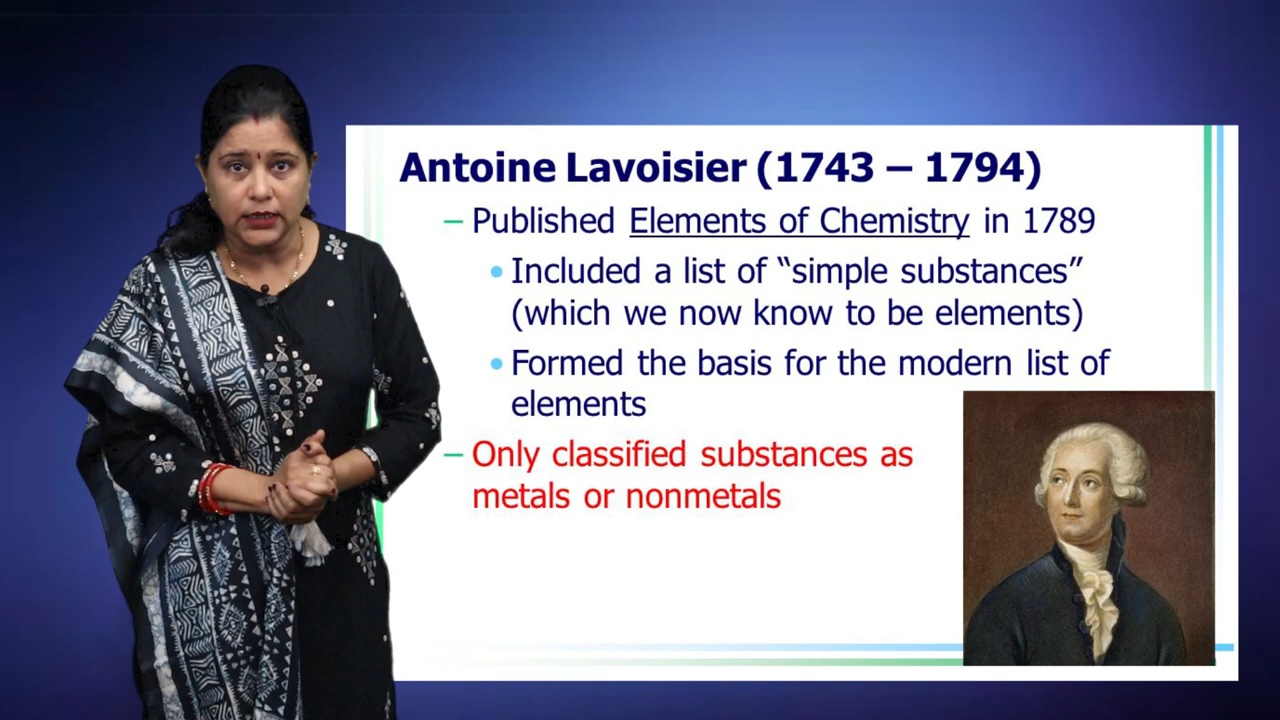 Antoine Lavoisier (1743 – 1794)
– Published Elements of Chemistry in 1789
• Included a list of “simple substances”
(which we now know to be elements)
• Formed the basis for the modern list of
elements
– Only classified substances as
metals or nonmetals